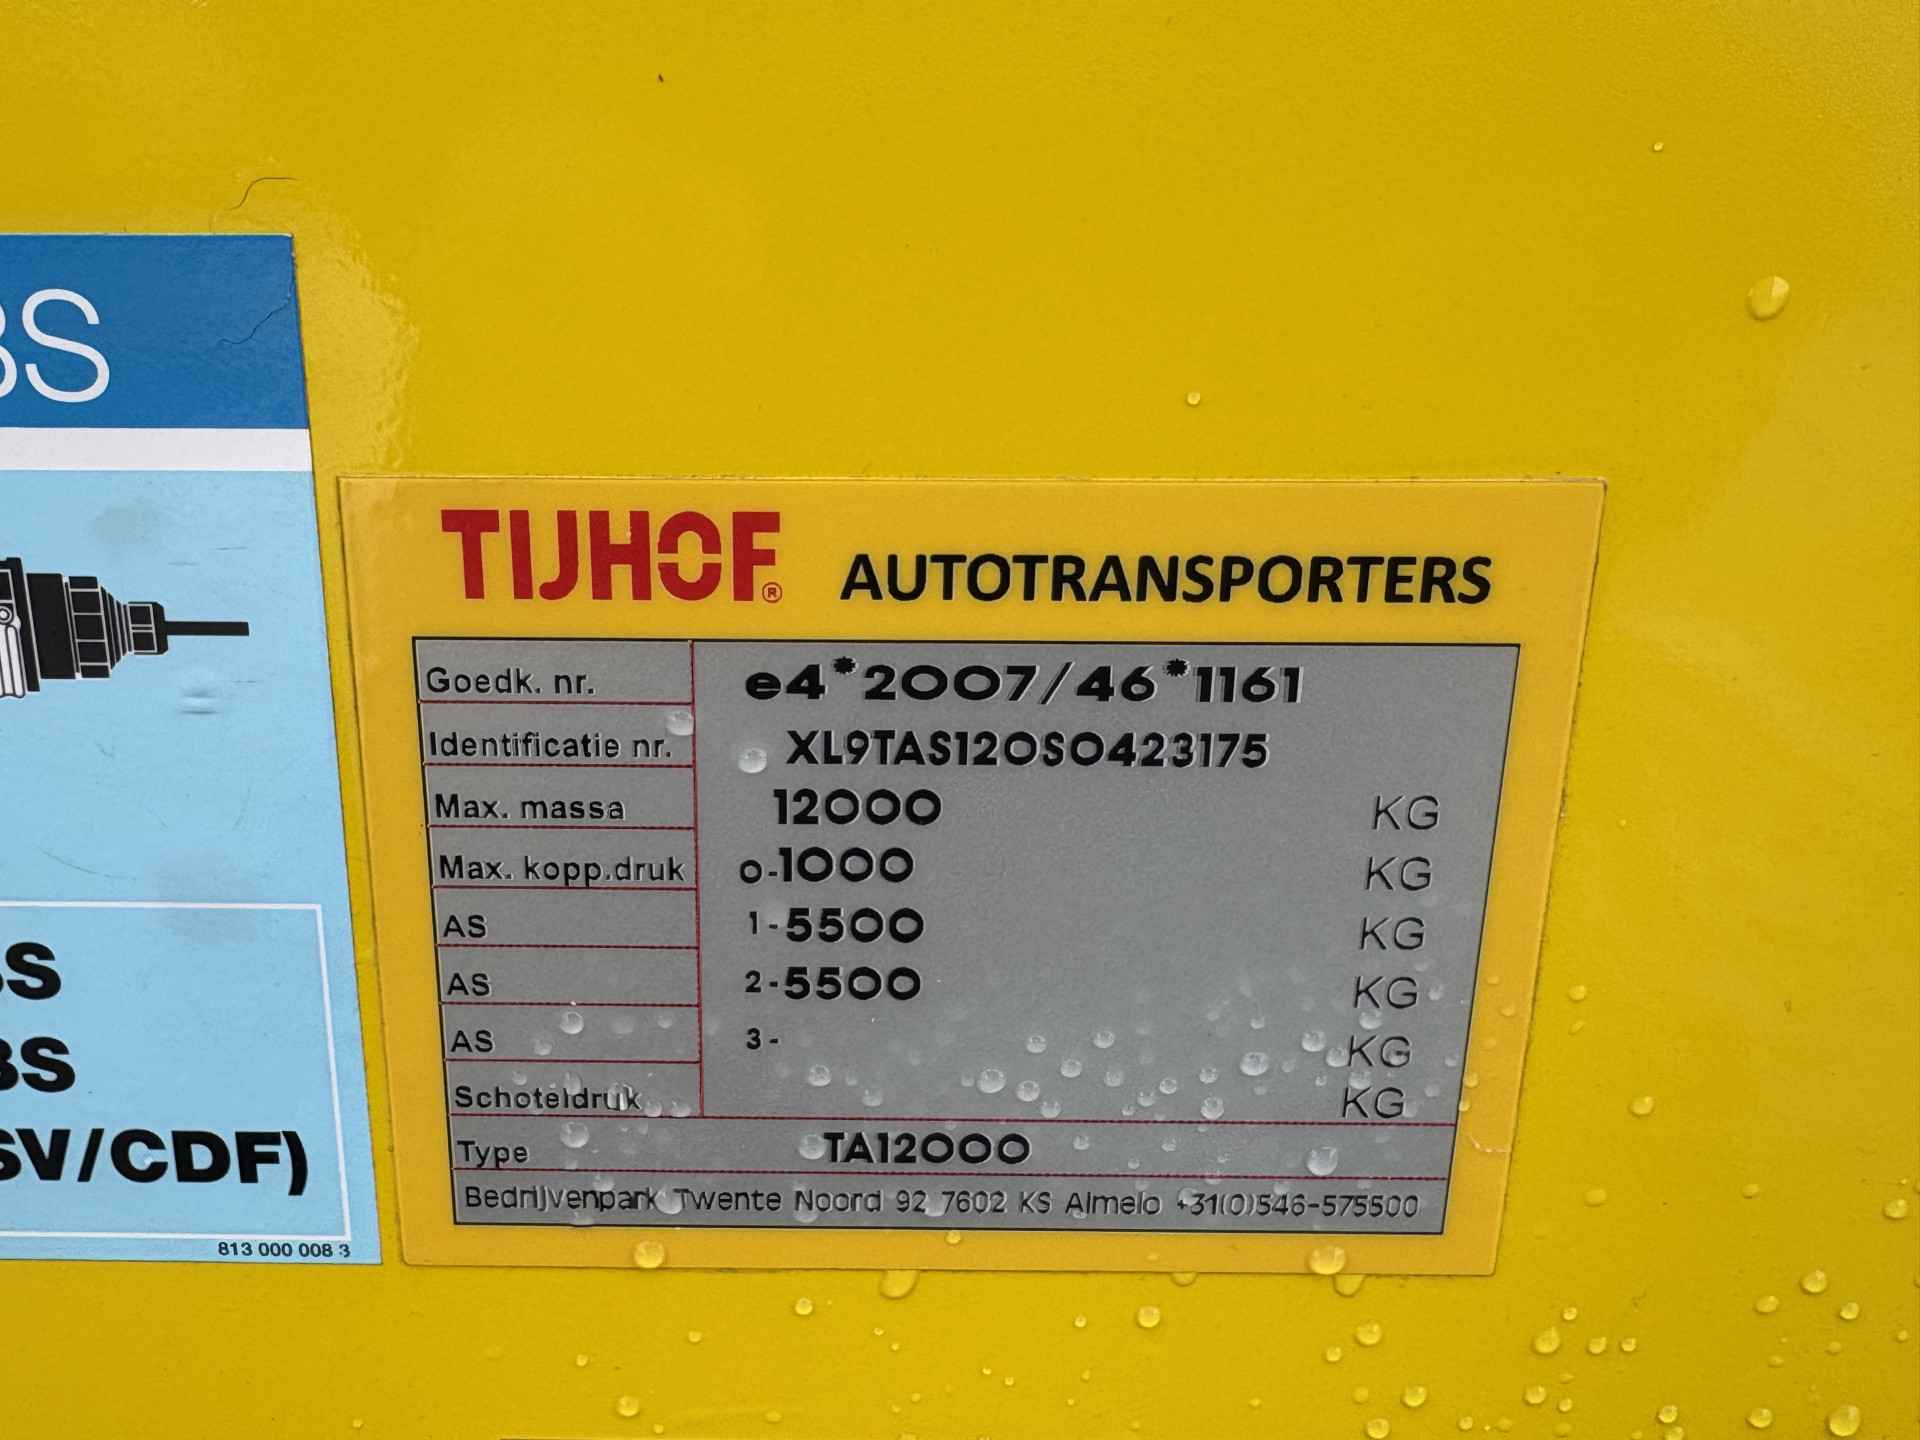 BS
TIJHOF® AUTOTRANSPORTERS
Goedk. nr. e4*2007/46*1161
Identificatie nr. XL9TAS120S0423175
Max. massa 12000 KG
Max. kopp.druk 0-1000 KG
AS 1-5500 KG
AS 2-5500 KG
AS 3- KG
Schoteldruk KG
Type TA12000
Bedrijvenpark Twente Noord 92 7602 KS Almelo +31(0)546-575500
BS
SV/CDF)
813 000 008 3